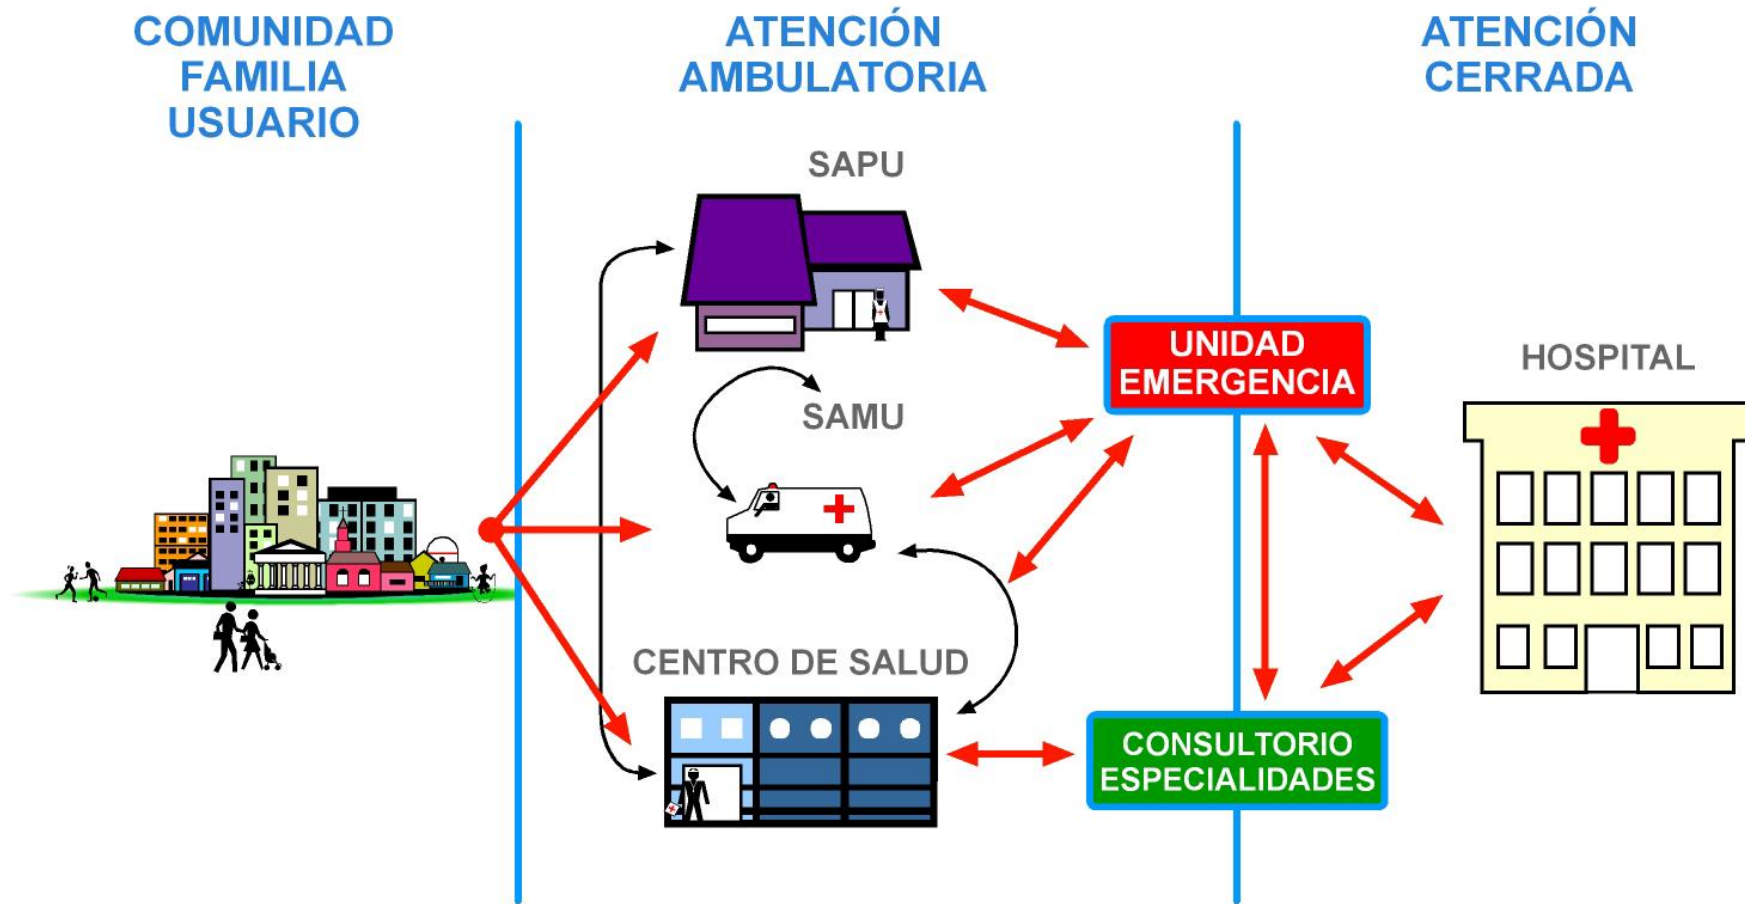 COMUNIDAD
FAMILIA
USUARIO
ATENCIÓN
AMBULATORIA
ATENCIÓN
CERRADA
SAPU
UNIDAD
EMERGENCIA
HOSPITAL
SAMU
CENTRO DE SALUD
CONSULTORIO
ESPECIALIDADES